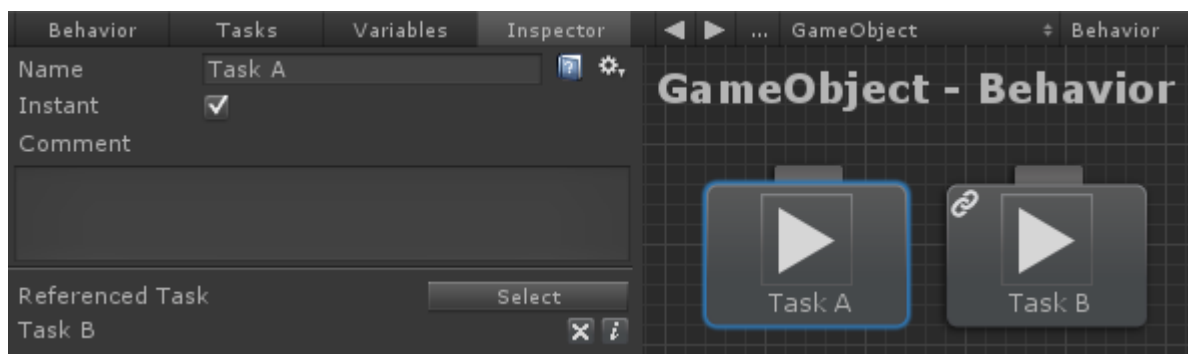 Behavior Tasks Variables Inspector
Name Task A
Instant
Comment
Referenced Task Select
Task B
... GameObject Behavior
GameObject - Behavior
Task A Task B